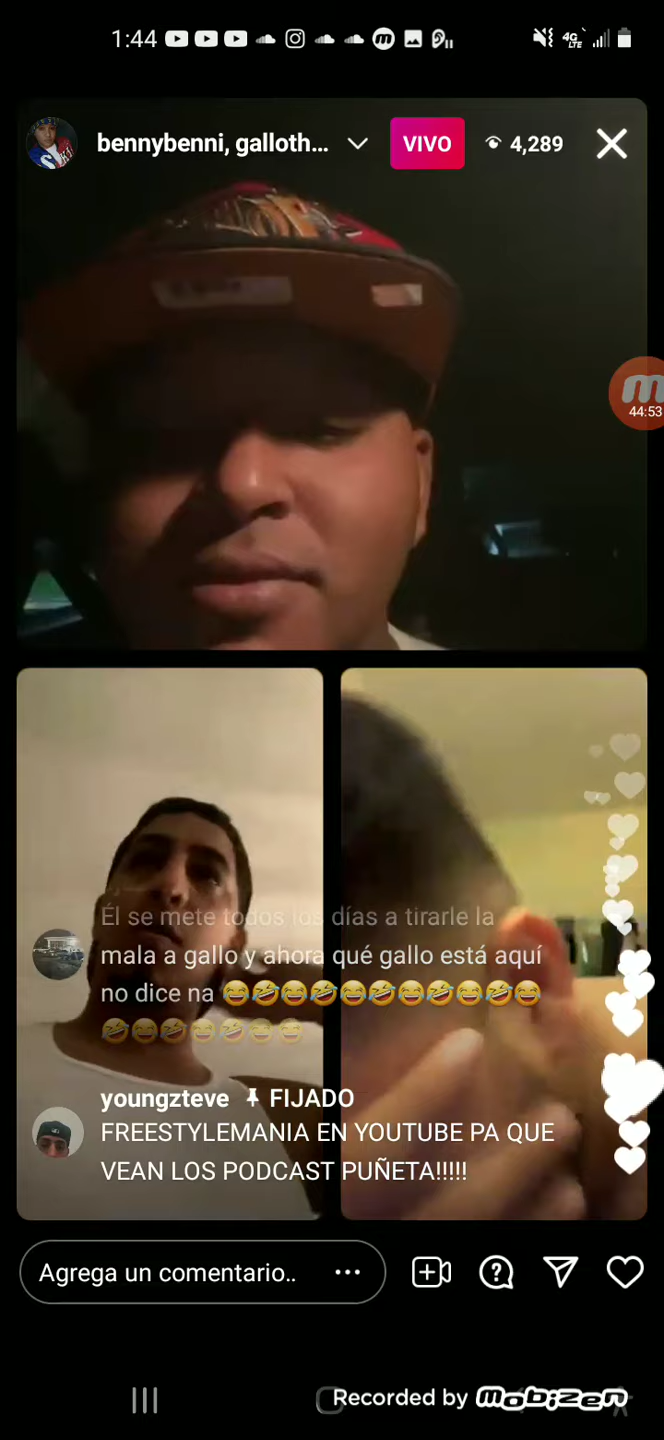 1:44
4G
LTE
bennybenni, galloth...
VIVO
4,289
44:53
Él se mete todos los días a tirarle la
mala a gallo y ahora qué gallo está aquí
no dice na 😂🤣😂🤣😂🤣😂🤣😂🤣😂
🤣😂🤣😂🤣😂😂
youngzteve 📌 FIJADO
FREESTYLEMANIA EN YOUTUBE PA QUE
VEAN LOS PODCAST PUÑETA!!!!!
Agrega un comentario..
Recorded by mobizen